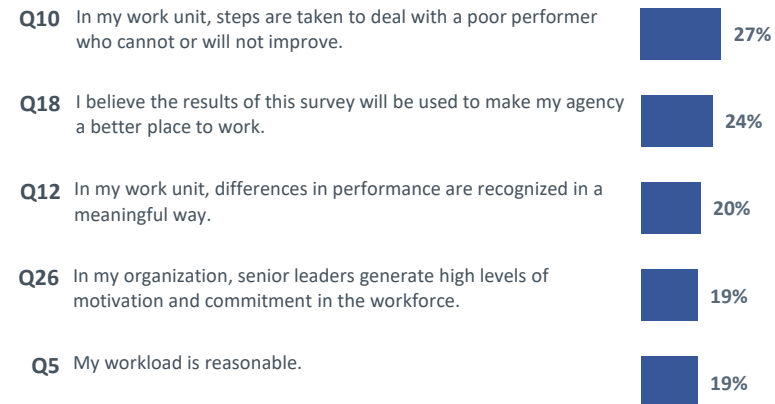 Q10 In my work unit, steps are taken to deal with a poor performer 27%
who cannot or will not improve.
Q18 I believe the results of this survey will be used to make my agency 24%
a better place to work.
Q12 In my work unit, differences in performance are recognized in a 20%
meaningful way.
Q26 In my organization, senior leaders generate high levels of 19%
motivation and commitment in the workforce.
Q5 My workload is reasonable. 19%